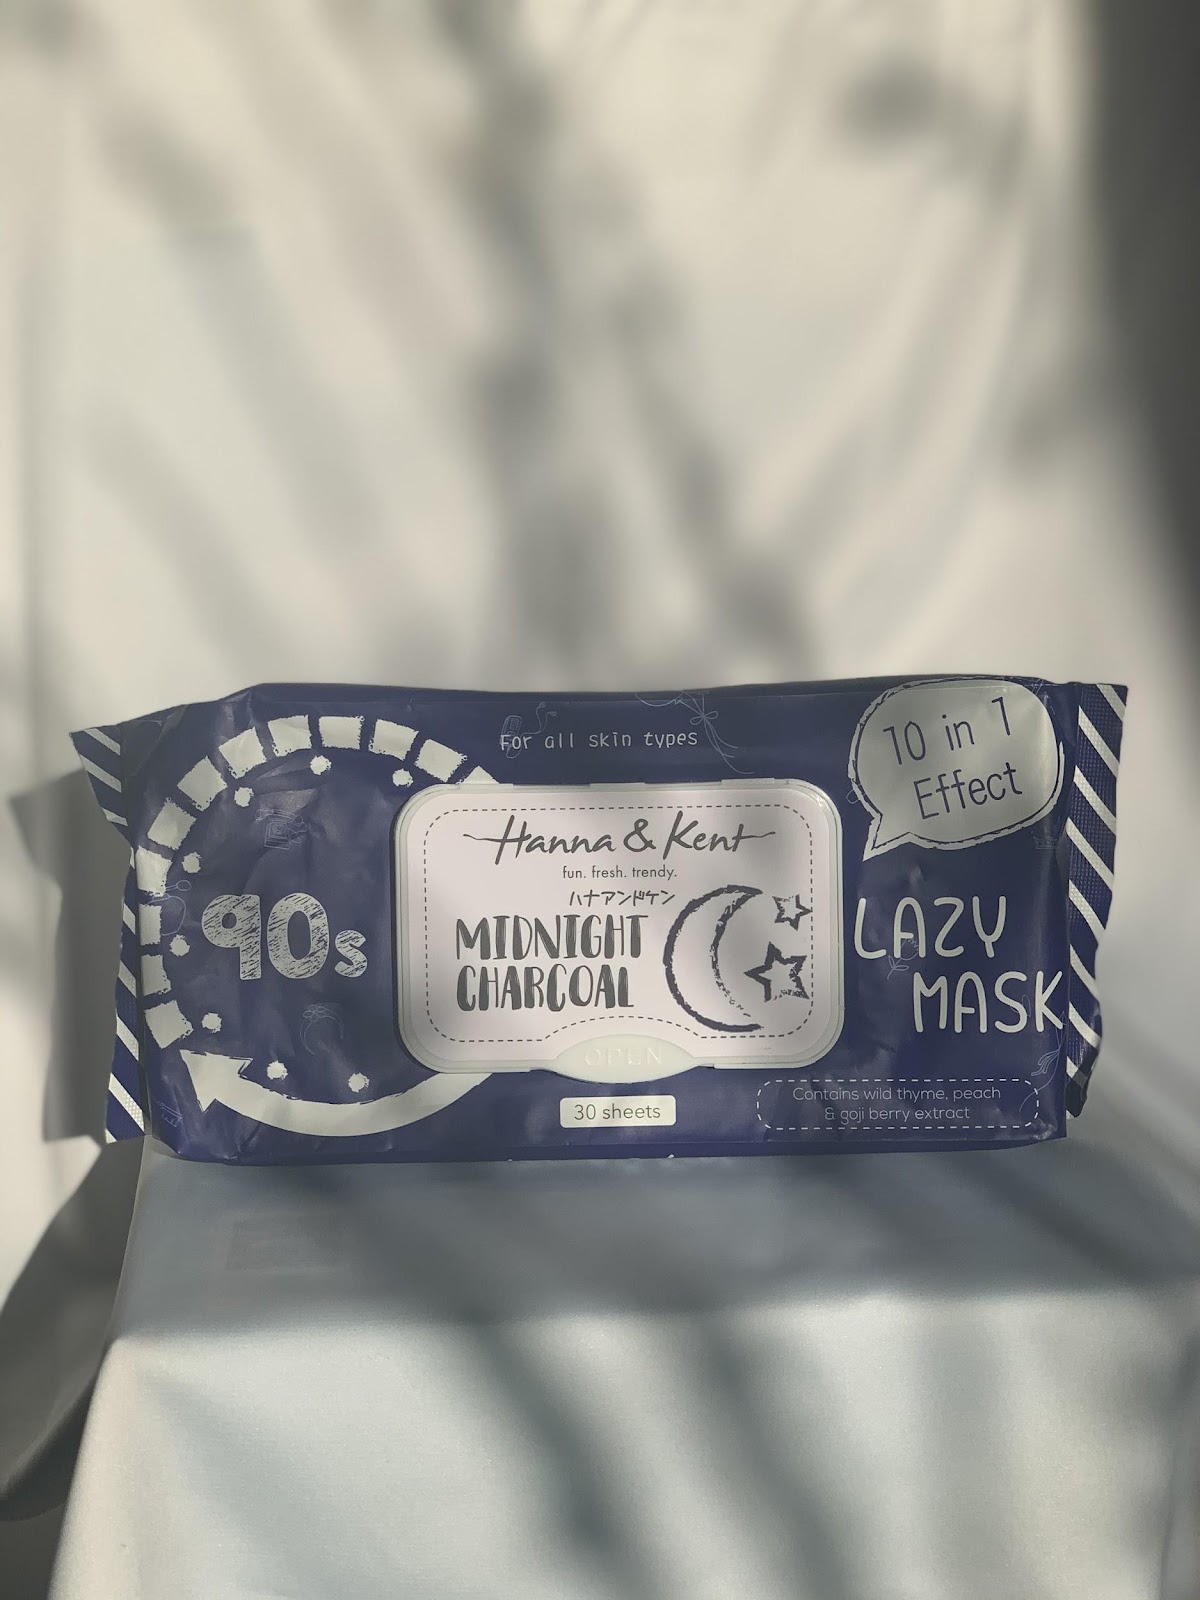 For all skin types
10 in 1
Effect
Hanna & Kent
fun. fresh. trendy.
ハナアンドケン
MIDNIGHT
CHARCOAL
90s
LAZY
MASK
OPEN
30 sheets
Contains wild thyme, peach
& goji berry extract